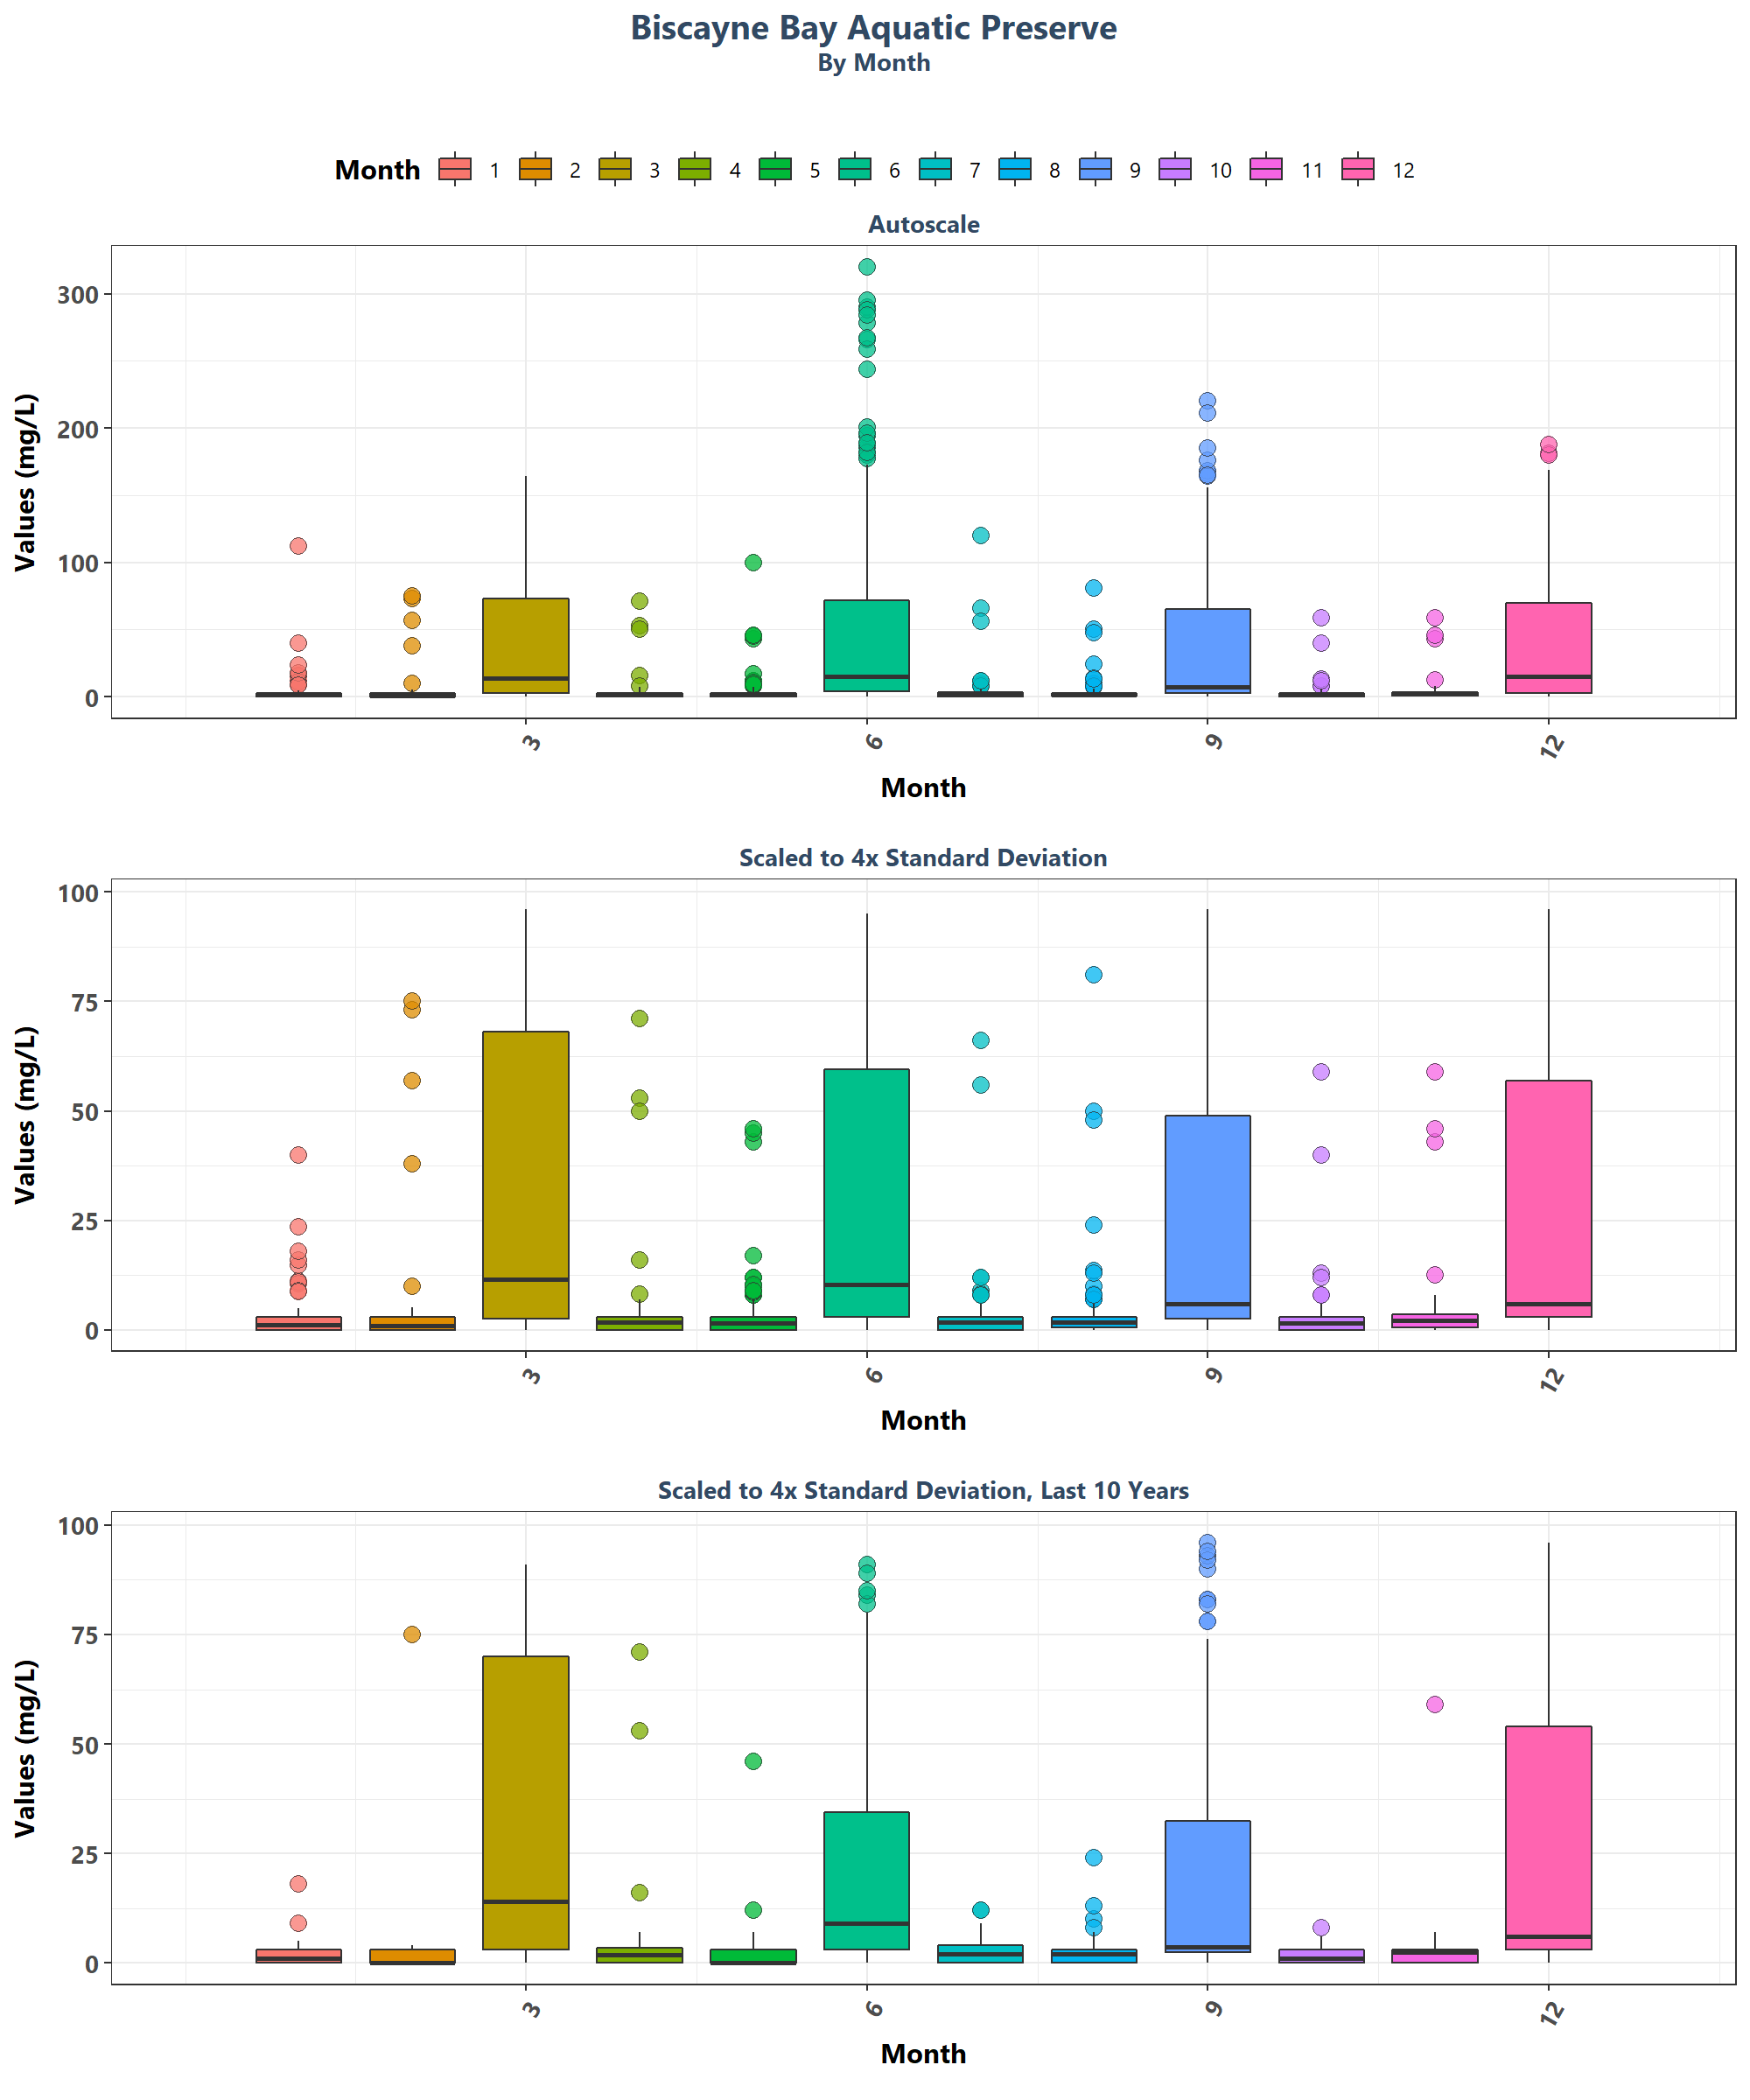 Biscayne Bay Aquatic Preserve
By Month
Month 1 2 3 4 5 6 7 8 9 10 11 12
Autoscale
Values (mg/L)
300
200
100
0
3 6 9 12
Month
Scaled to 4x Standard Deviation
Values (mg/L)
100
75
50
25
0
3 6 9 12
Month
Scaled to 4x Standard Deviation, Last 10 Years
Values (mg/L)
100
75
50
25
0
3 6 9 12
Month